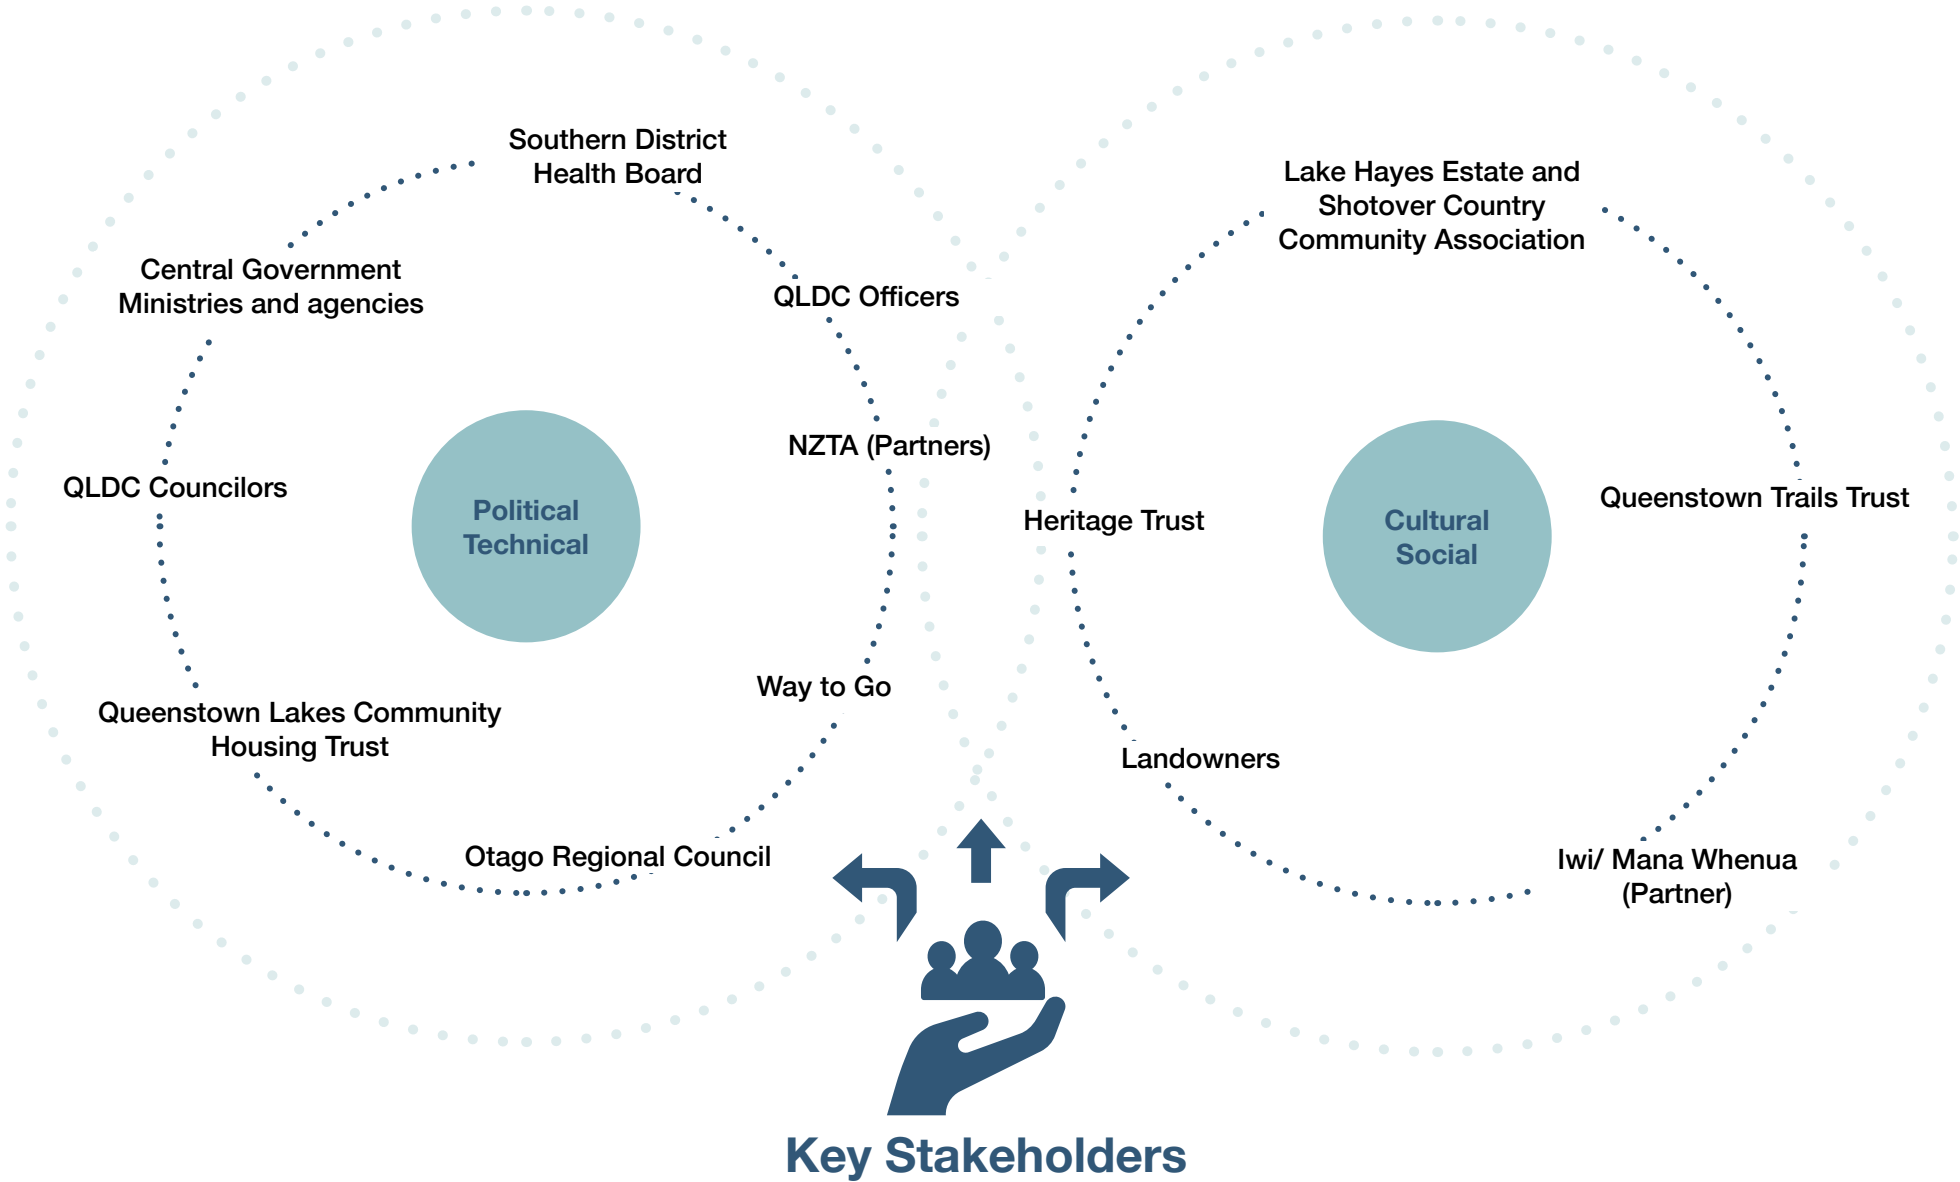 Southern District
Health Board
Central Government
Ministries and agencies
QLDC Officers
NZTA (Partners)
QLDC Councilors
Political
Technical
Way to Go
Queenstown Lakes Community
Housing Trust
Otago Regional Council
Lake Hayes Estate and
Shotover Country
Community Association
Queenstown Trails Trust
Heritage Trust
Cultural
Social
Landowners
Iwi/ Mana Whenua
(Partner)
Key Stakeholders